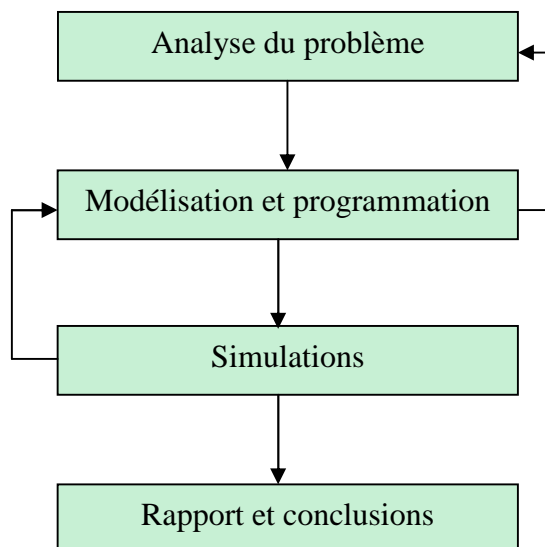 Analyse du problème
Modélisation et programmation
Simulations
Rapport et conclusions